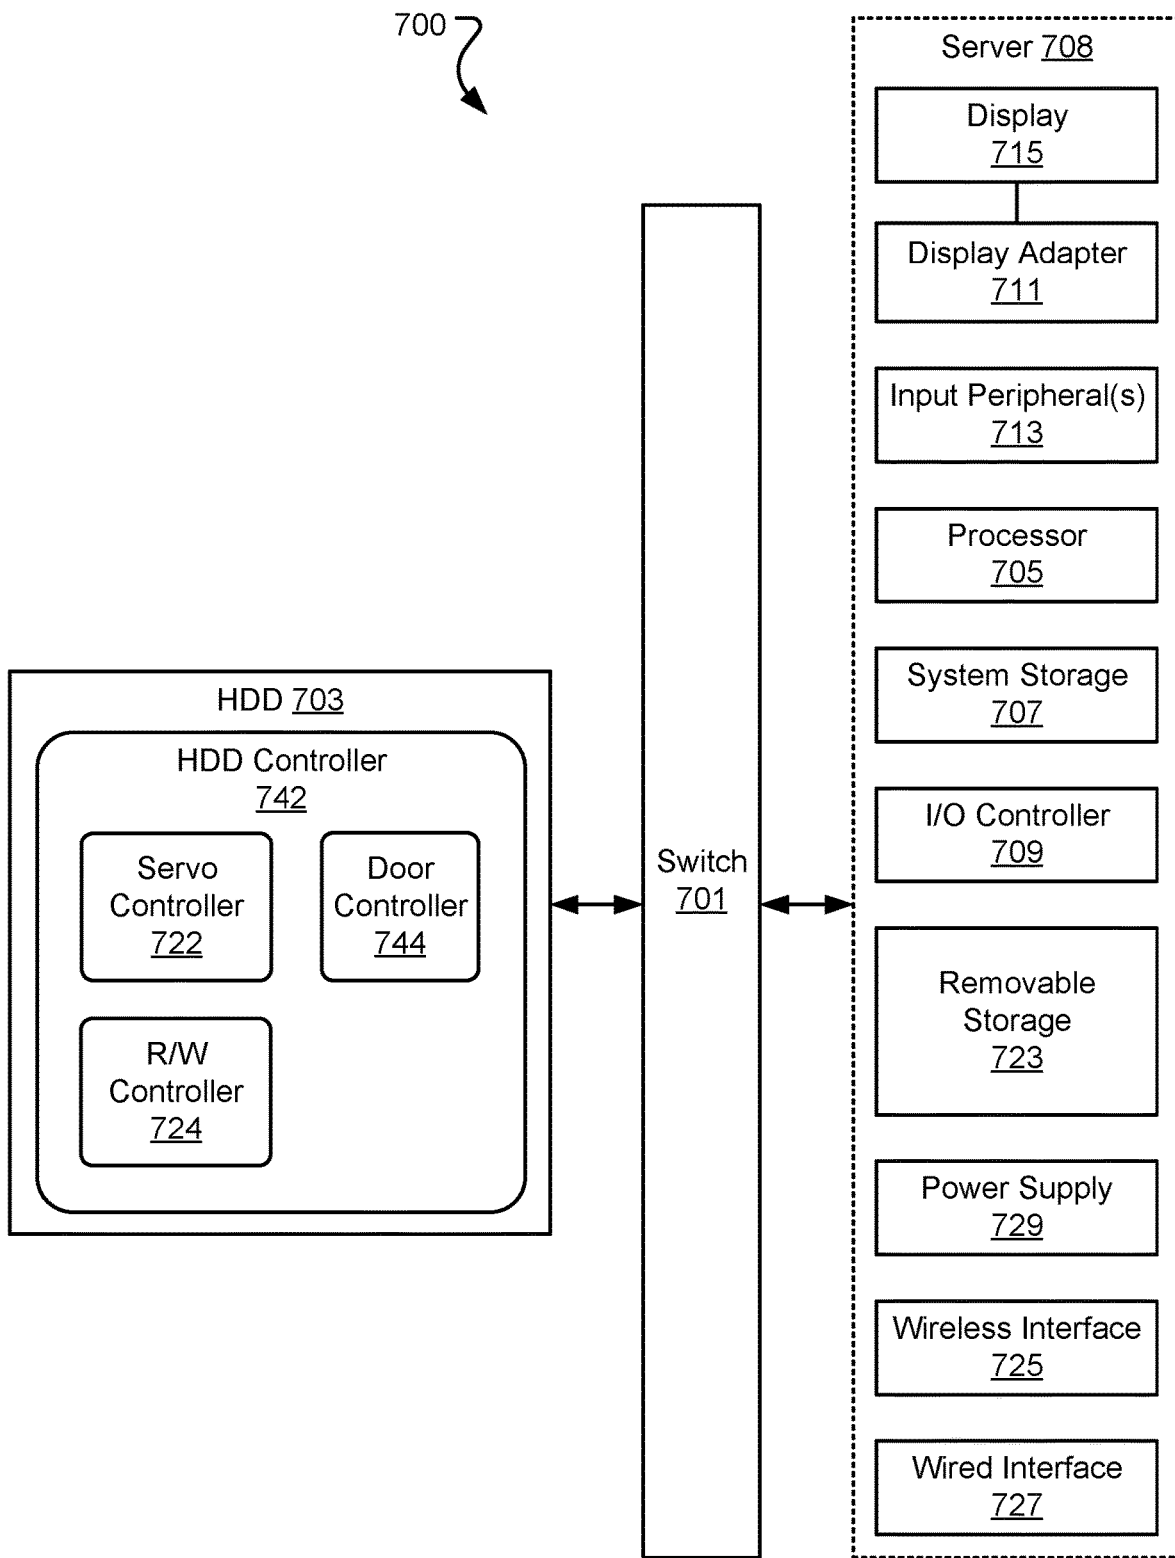 700
Server 708
Display
715
Display Adapter
711
Input Peripheral(s)
713
Processor
705
System Storage
707
I/O Controller
709
Removable
Storage
723
Power Supply
729
Wireless Interface
725
Wired Interface
727
Switch
701
HDD 703
HDD Controller
742
Servo
Controller
722
Door
Controller
744
R/W
Controller
724